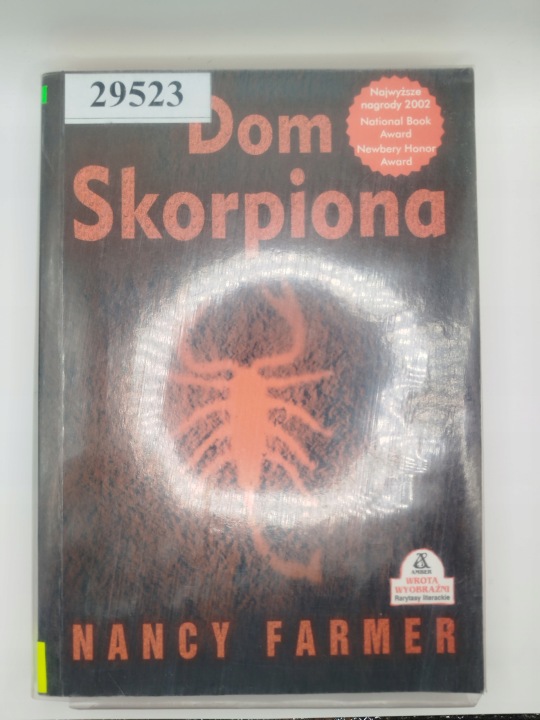 29523
Dom
Skorpiona
Najwyższe
nagrody 2002
National Book
Award
Newbery Honor
Award
AMBER
WROTA
WYOBRAŹNI
Rarytasy literackie
NANCY FARMER